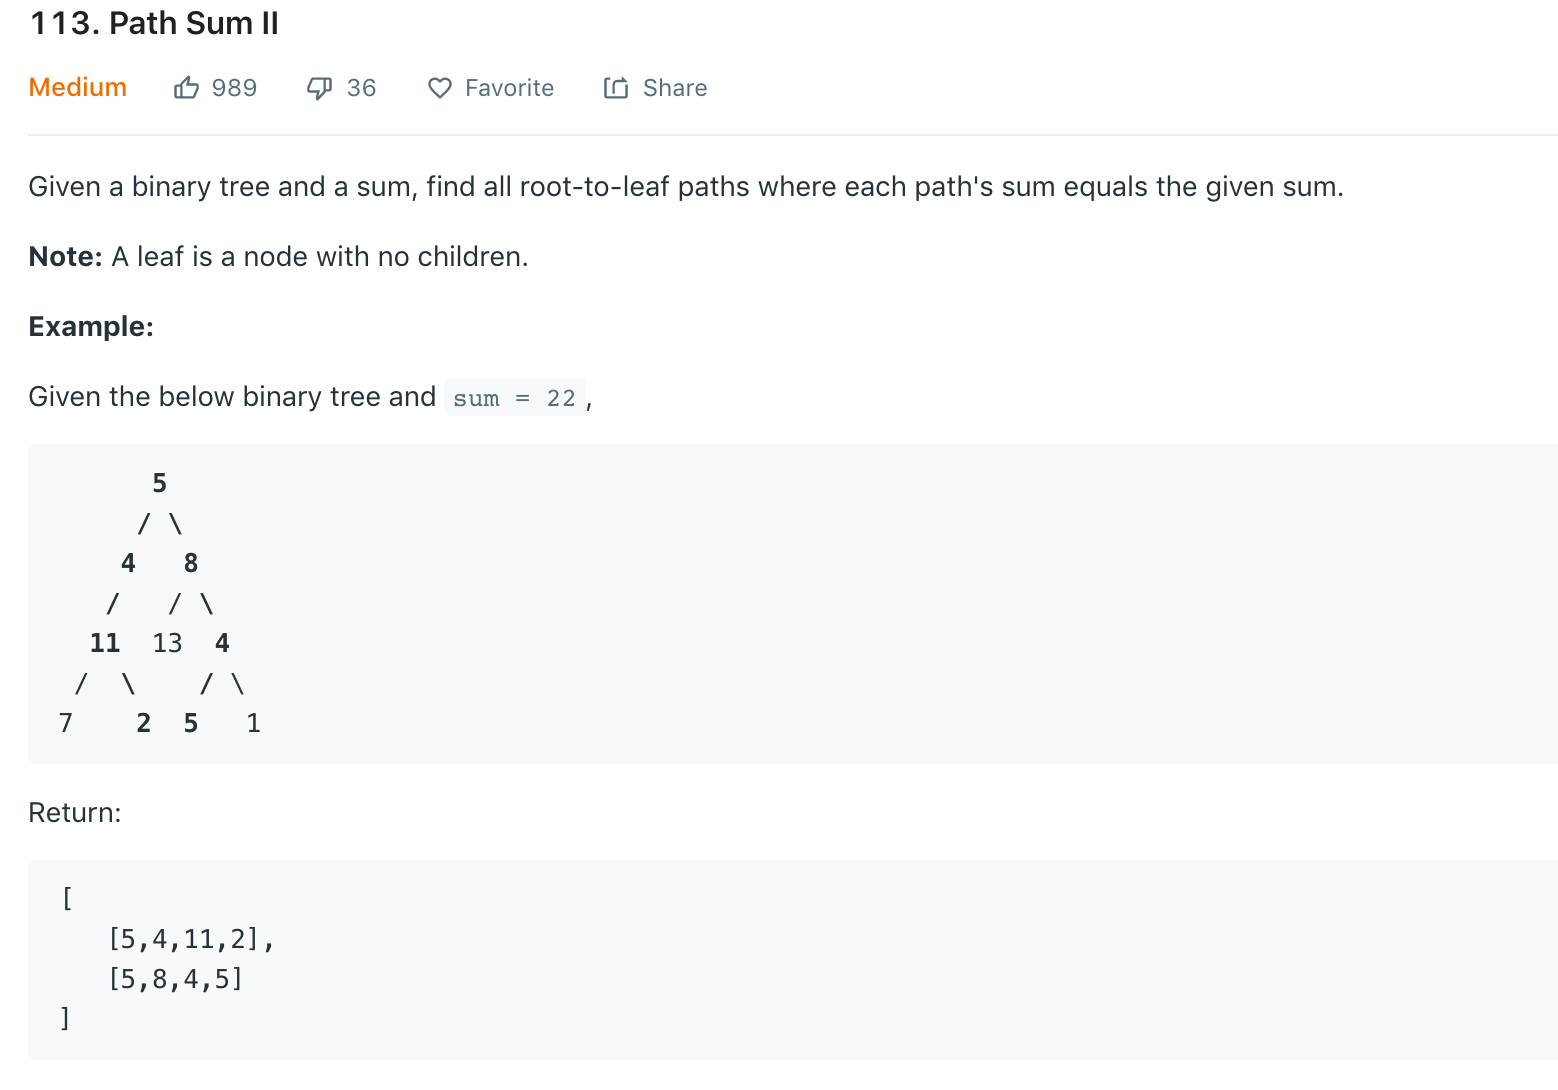 113. Path Sum II
Medium 989 36 Favorite Share
Given a binary tree and a sum, find all root-to-leaf paths where each path's sum equals the given sum.
Note: A leaf is a node with no children.
Example:
Given the below binary tree and sum = 22 ,
      5
     / \
    4   8
   /   / \
  11  13  4
 /  \    / \
7    2  5   1
Return:
[
   [5,4,11,2],
   [5,8,4,5]
]